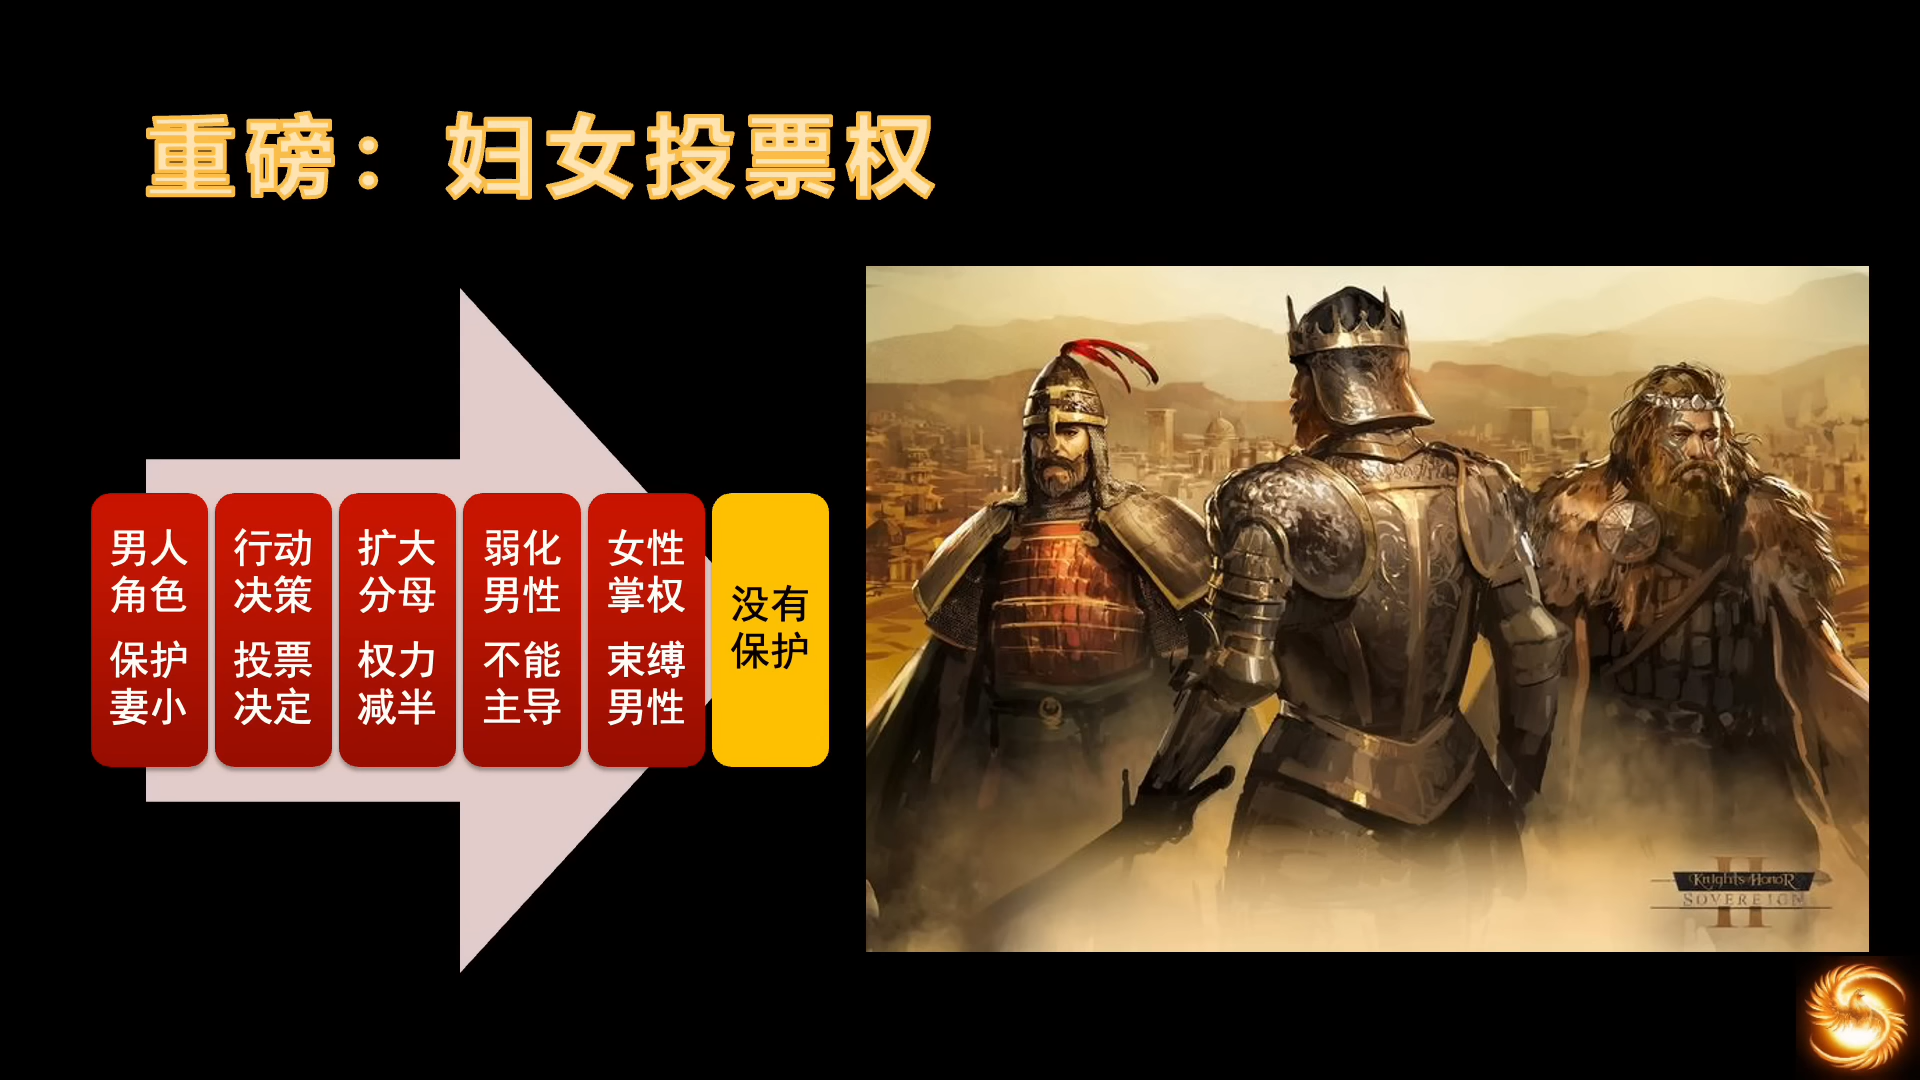 重磅：妇女投票权
男人
角色
保护
妻小
行动
决策
投票
决定
扩大
分母
权力
减半
弱化
男性
不能
主导
女性
掌权
束缚
男性
没有
保护
Knights of Honor
II
SOVEREIGN